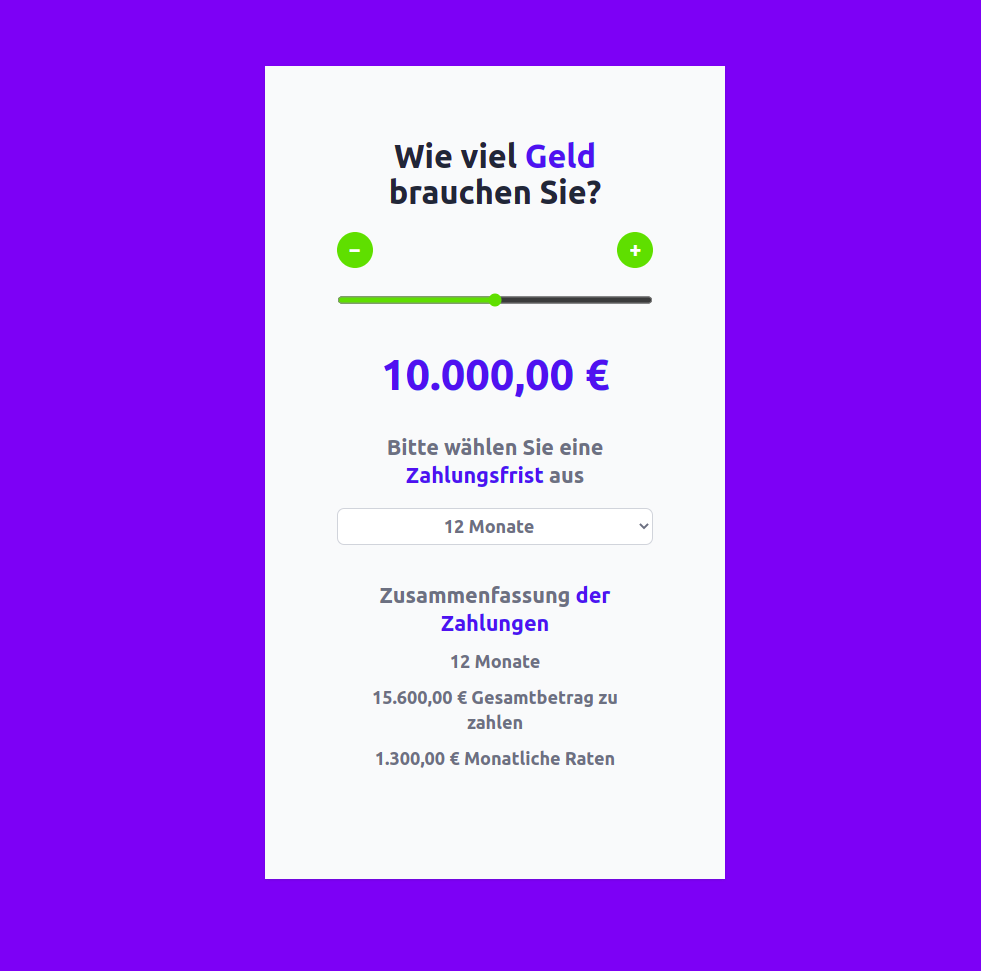 Wie viel Geld
brauchen Sie?
− +
10.000,00 €
Bitte wählen Sie eine
Zahlungsfrist aus
12 Monate
Zusammenfassung der
Zahlungen
12 Monate
15.600,00 € Gesamtbetrag zu
zahlen
1.300,00 € Monatliche Raten